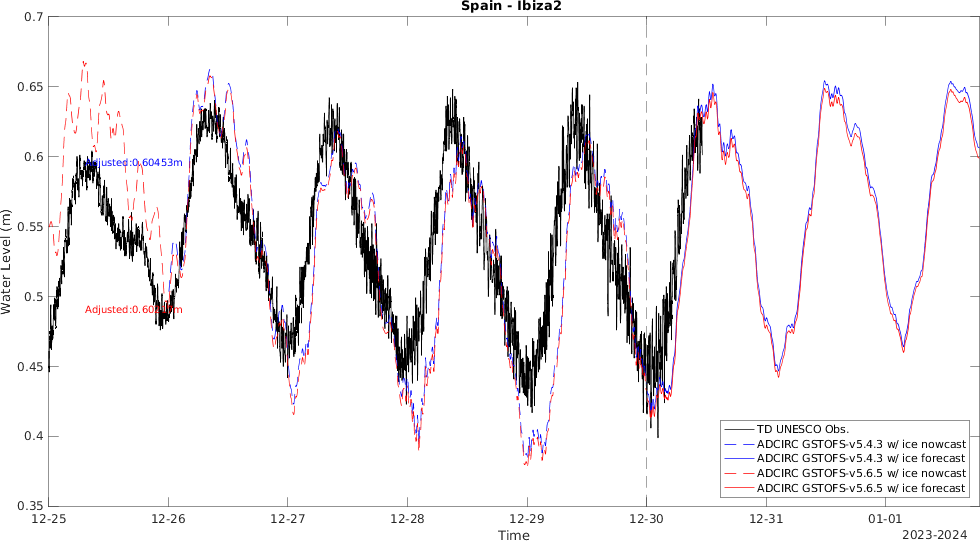 Spain - Ibiza2
0.7
0.65
0.6
0.55
0.5
0.45
0.4
0.35
Water Level (m)
Adjusted:0.60453m
TD UNESCO Obs.
ADCIRC GSTOFS-v5.4.3 w/ ice nowcast
ADCIRC GSTOFS-v5.4.3 w/ ice forecast
ADCIRC GSTOFS-v5.6.5 w/ ice nowcast
ADCIRC GSTOFS-v5.6.5 w/ ice forecast
12-25 12-26 12-27 12-28 12-29 12-30 12-31 01-01
Time
2023-2024